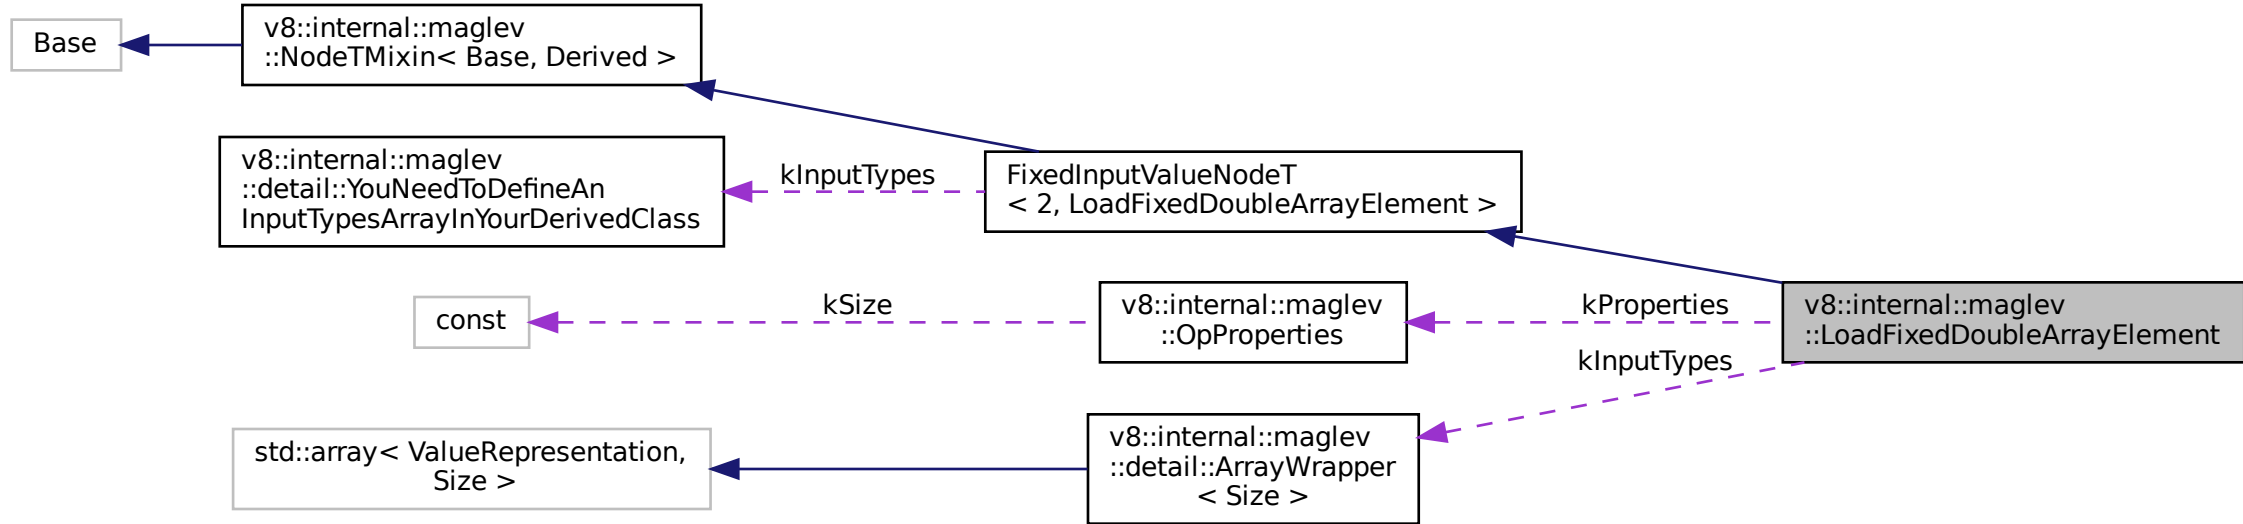 Base
v8::internal::maglev
::NodeTMixin< Base, Derived >
v8::internal::maglev
::detail::YouNeedToDefineAn
InputTypesArrayInYourDerivedClass
kInputTypes
FixedInputValueNodeT
< 2, LoadFixedDoubleArrayElement >
const
kSize
v8::internal::maglev
::OpProperties
kProperties
v8::internal::maglev
::LoadFixedDoubleArrayElement
kInputTypes
std::array< ValueRepresentation,
Size >
v8::internal::maglev
::detail::ArrayWrapper
< Size >